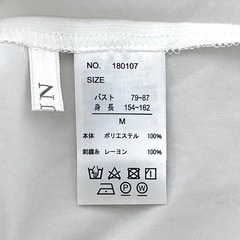 NO. 180107
SIZE
バスト 79~87
身長 154~162
M
本体 ポリエステル 100%
刺繍糸 レーヨン 100%
UN